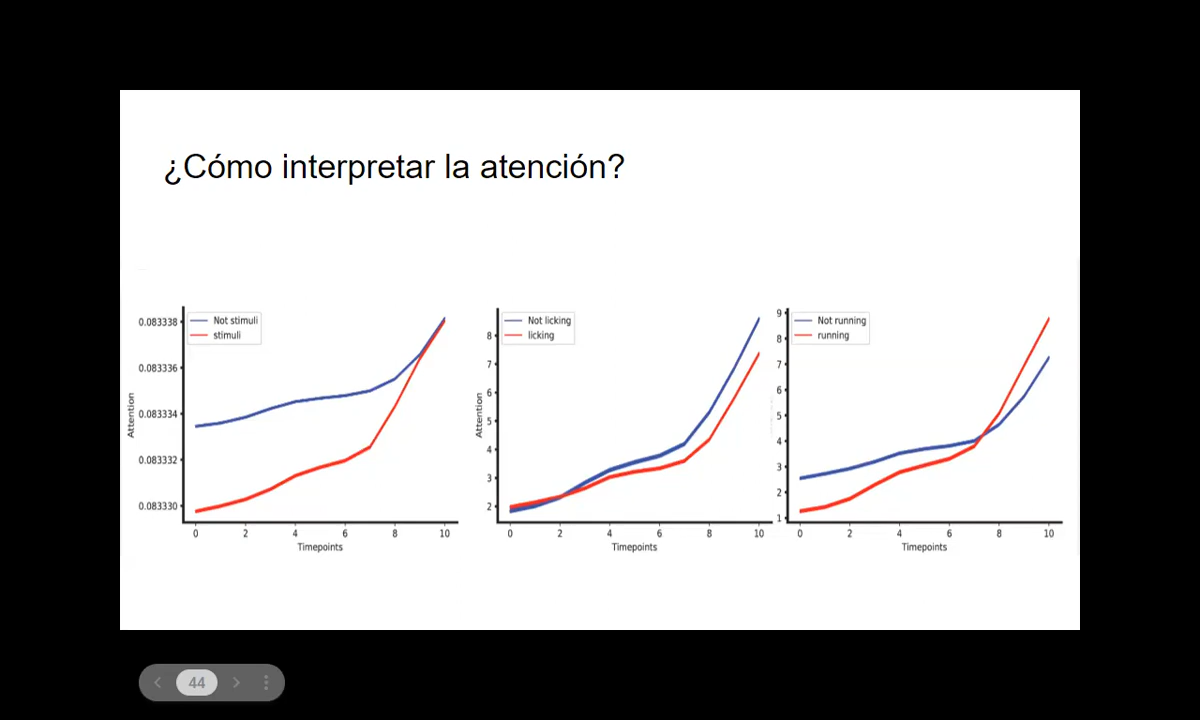 ¿Cómo interpretar la atención?
Not stimuli
stimuli
0.083338
0.083336
0.083334
0.083332
0.083330
Attention
0 2 4 6 8 10
Timepoints
Not licking
licking
8
7
6
5
4
3
2
Attention
0 2 4 6 8 10
Timepoints
Not running
running
9
8
7
6
5
4
3
2
1
0 2 4 6 8 10
Timepoints
44